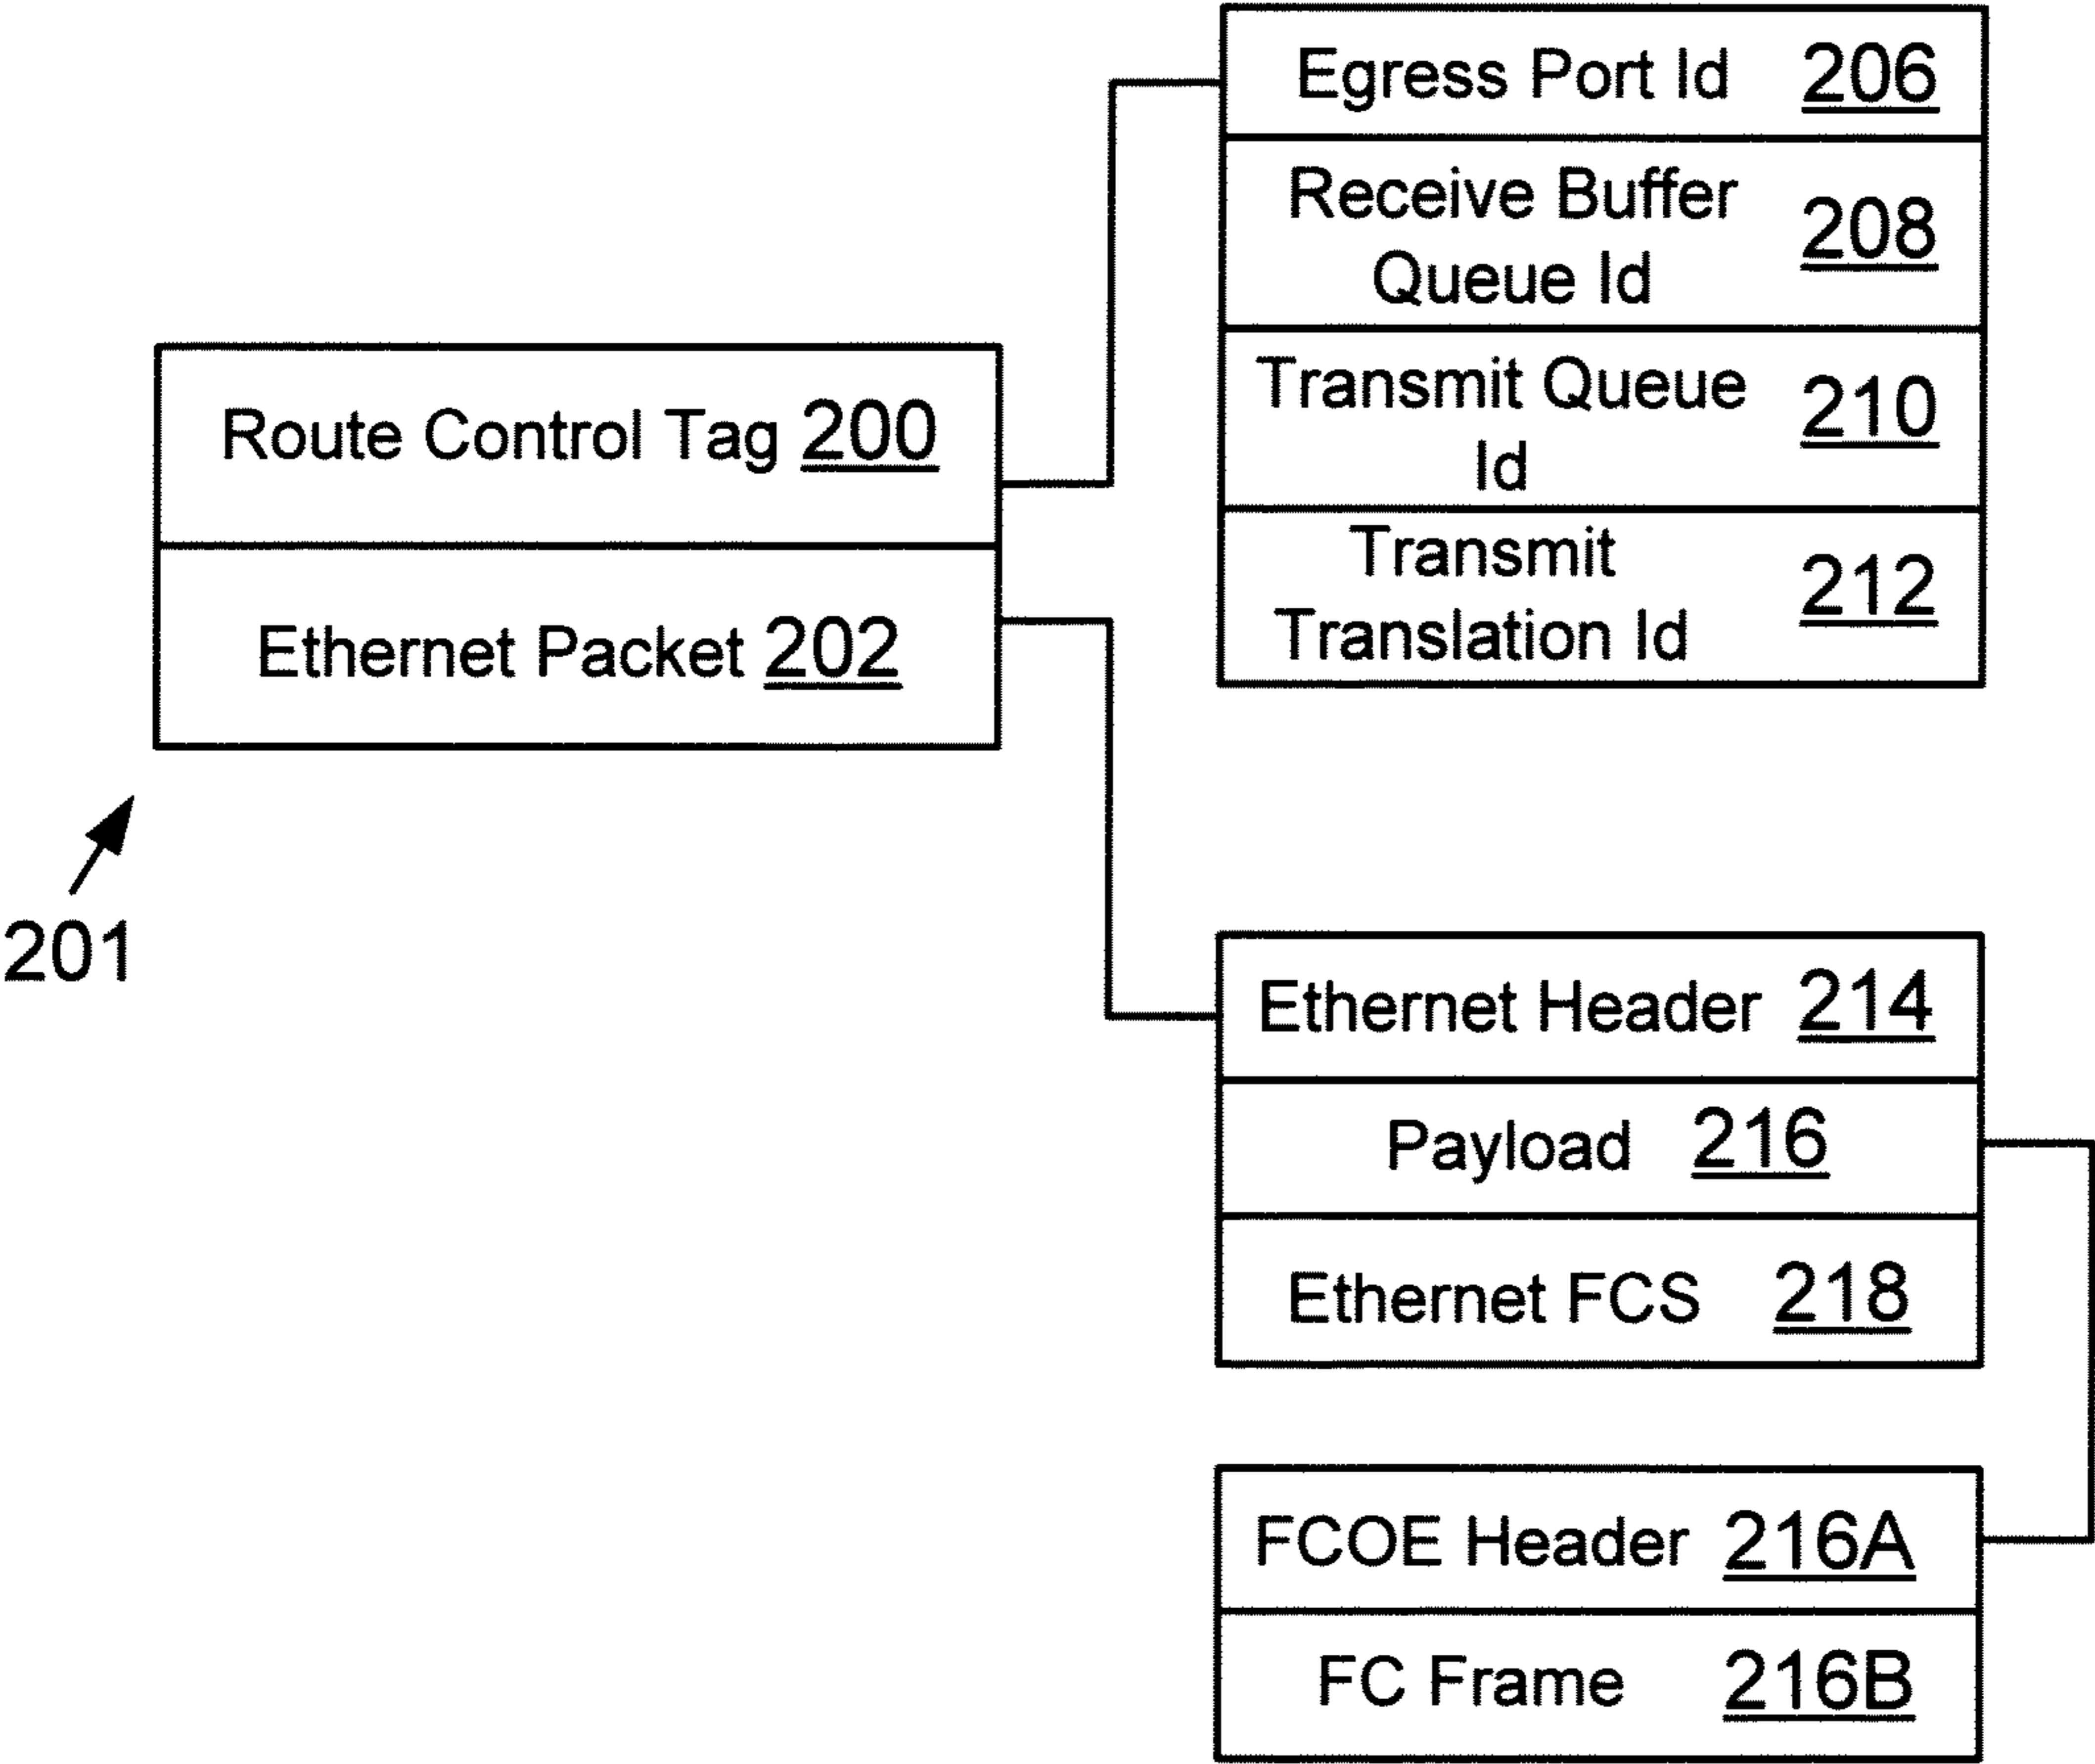 Egress Port Id 206
Receive Buffer
Queue Id 208
Transmit Queue
Id 210
Transmit
Translation Id 212
Route Control Tag 200
Ethernet Packet 202
201
Ethernet Header 214
Payload 216
Ethernet FCS 218
FCOE Header 216A
FC Frame 216B